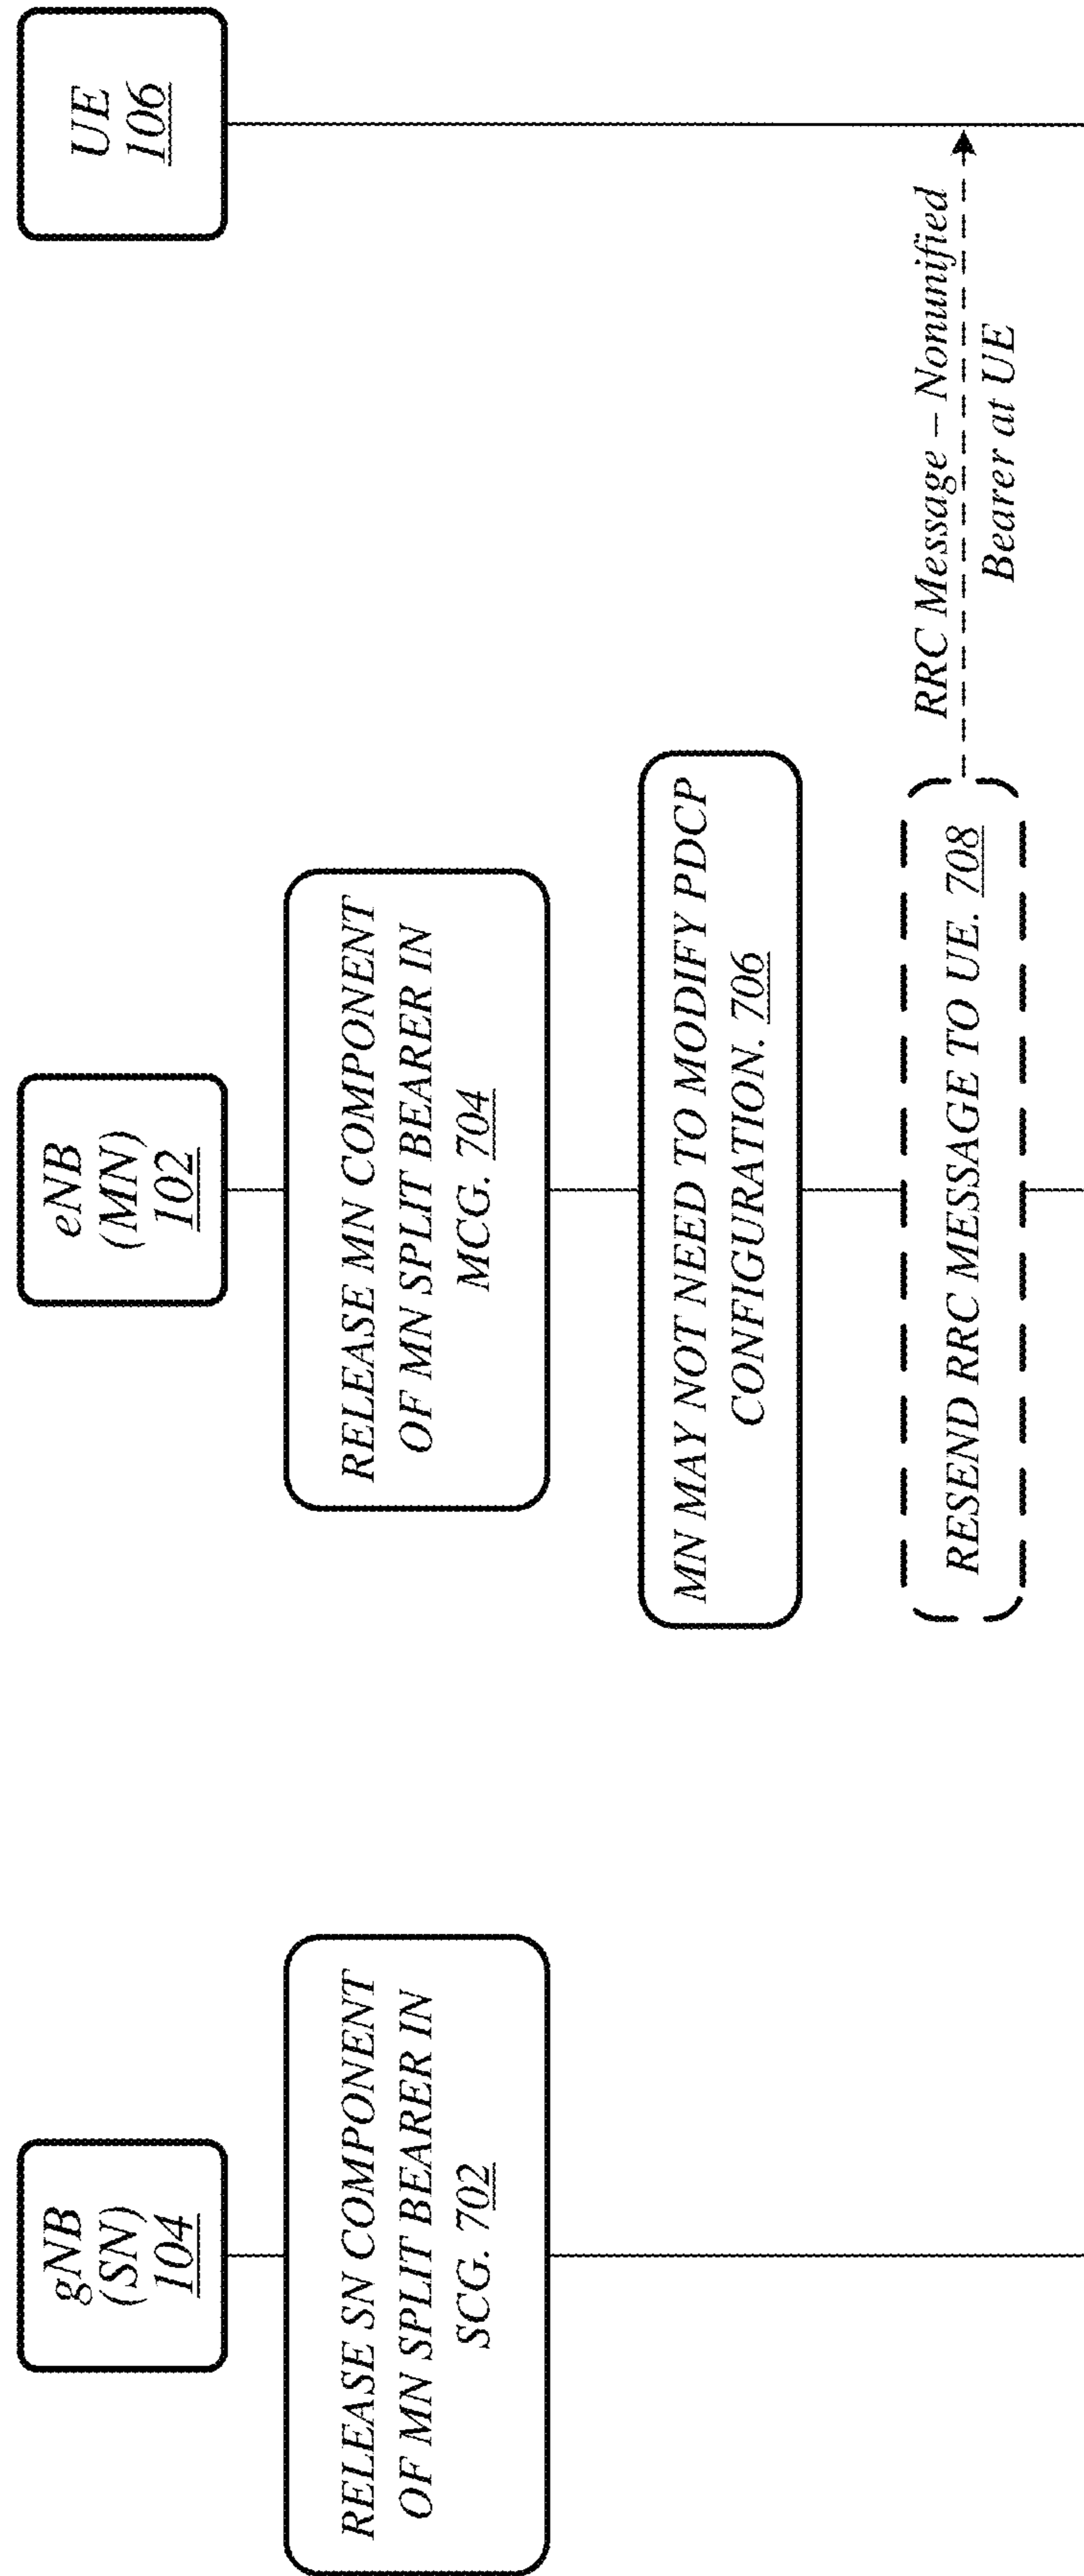 gNB
(SN)
104
eNB
(MN)
102
UE
106
RELEASE SN COMPONENT
OF MN SPLIT BEARER IN
SCG. 702
RELEASE MN COMPONENT
OF MN SPLIT BEARER IN
MCG. 704
MN MAY NOT NEED TO MODIFY PDCP
CONFIGURATION. 706
RESEND RRC MESSAGE TO UE. 708
RRC Message – Nonunified
Bearer at UE